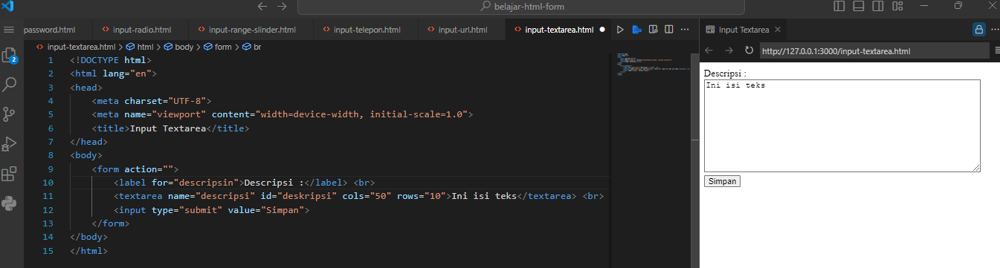 belajar-html-form
password.html
input-radio.html
input-range-slinder.html
input-telepon.html
input-url.html
input-textarea.html
Input Textarea
input-textarea.html > html > body > form > br
http://127.0.0.1:3000/input-textarea.html
2
1 <!DOCTYPE html>
2 <html lang="en">
3 <head>
4 <meta charset="UTF-8">
5 <meta name="viewport" content="width=device-width, initial-scale=1.0">
6 <title>Input Textarea</title>
7 </head>
8 <body>
9 <form action="">
10 <label for="descripsin">Descripsi :</label> <br>
11 <textarea name="descripsi" id="deskripsi" cols="50" rows="10">Ini isi teks</textarea> <br>
12 <input type="submit" value="Simpan">
13 </form>
14 </body>
15 </html>
Descripsi :
Ini isi teks
Simpan